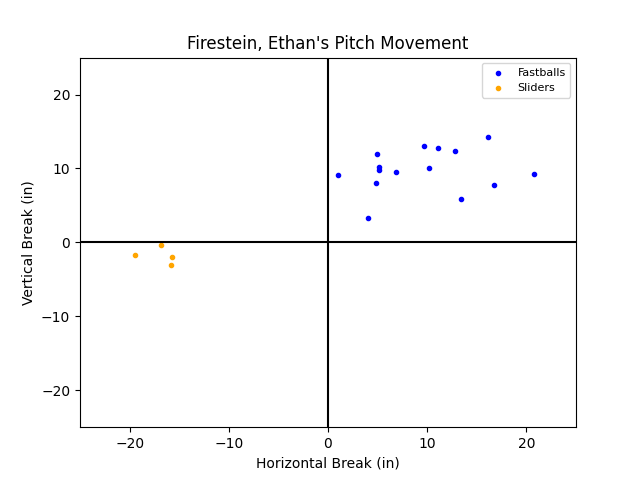 Firestein, Ethan's Pitch Movement
Fastballs
Sliders
20
10
0
−10
−20
Vertical Break (in)
−20 −10 0 10 20
Horizontal Break (in)